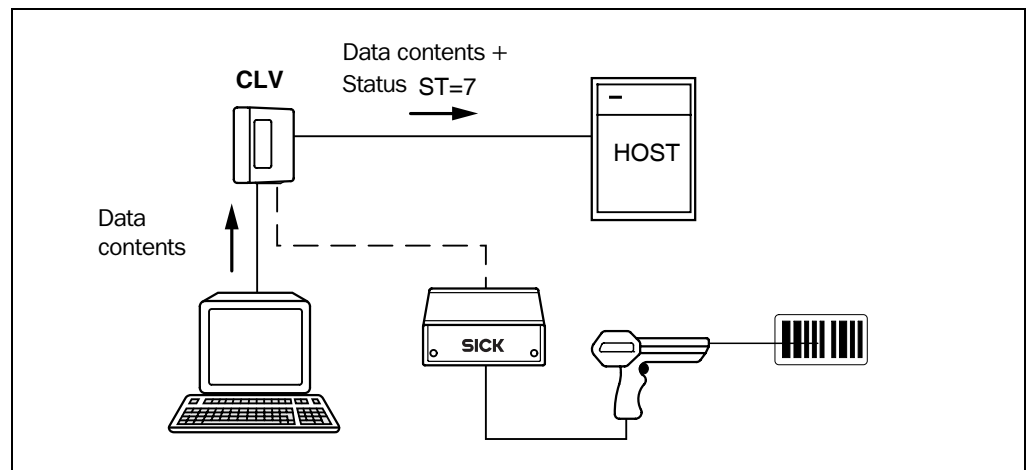 Data contents +
CLV
Status ST=7
HOST
Data
contents
SICK